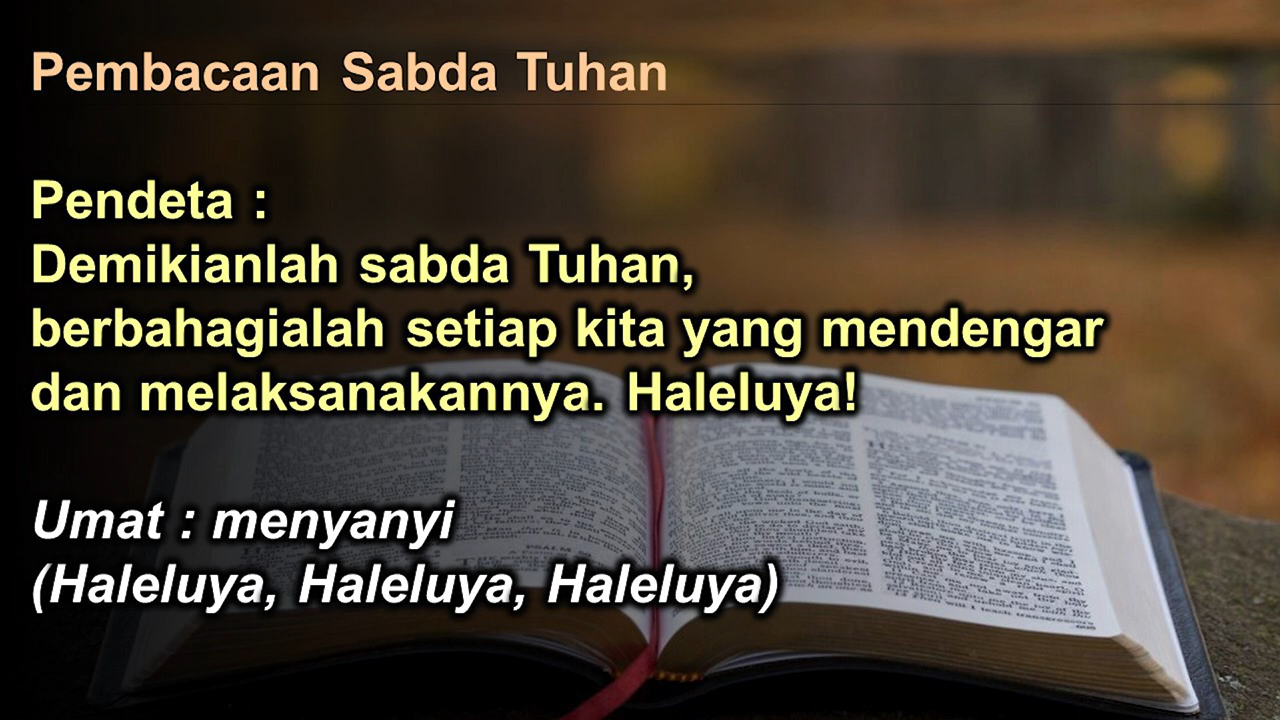 Pembacaan Sabda Tuhan
Pendeta :
Demikianlah sabda Tuhan,
berbahagialah setiap kita yang mendengar
dan melaksanakannya. Haleluya!
Umat : menyanyi
(Haleluya, Haleluya, Haleluya)